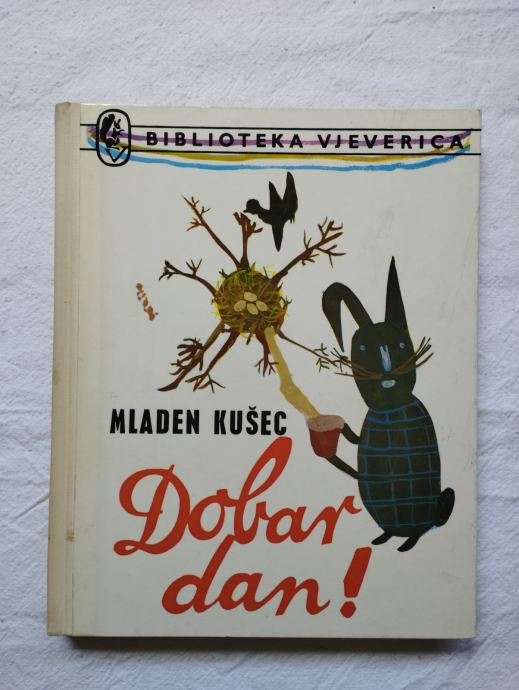 BIBLIOTEKA VJEVERICA
MLADEN KUŠEC
Dobar
dan!